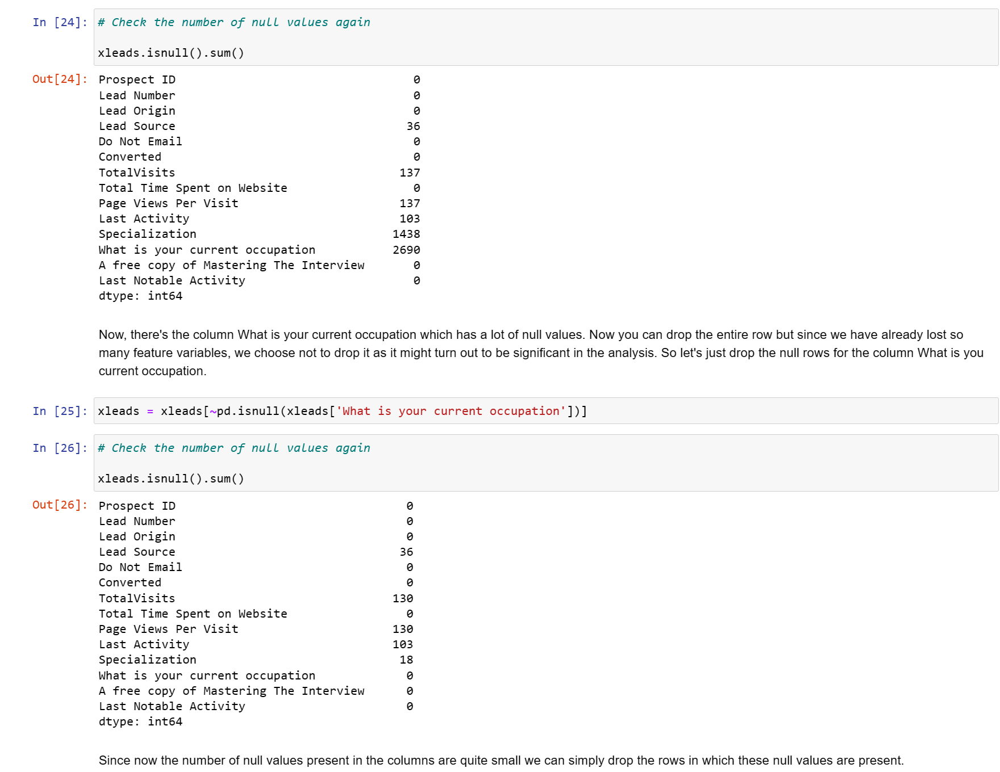 In [24]: # Check the number of null values again
xleads.isnull().sum()
Out[24]: Prospect ID 0
Lead Number 0
Lead Origin 0
Lead Source 36
Do Not Email 0
Converted 0
TotalVisits 137
Total Time Spent on Website 0
Page Views Per Visit 137
Last Activity 103
Specialization 1438
What is your current occupation 2690
A free copy of Mastering The Interview 0
Last Notable Activity 0
dtype: int64
Now, there's the column What is your current occupation which has a lot of null values. Now you can drop the entire row but since we have already lost so
many feature variables, we choose not to drop it as it might turn out to be significant in the analysis. So let's just drop the null rows for the column What is you
current occupation.
In [25]: xleads = xleads[~pd.isnull(xleads['What is your current occupation'])]
In [26]: # Check the number of null values again
xleads.isnull().sum()
Out[26]: Prospect ID 0
Lead Number 0
Lead Origin 0
Lead Source 36
Do Not Email 0
Converted 0
TotalVisits 130
Total Time Spent on Website 0
Page Views Per Visit 130
Last Activity 103
Specialization 18
What is your current occupation 0
A free copy of Mastering The Interview 0
Last Notable Activity 0
dtype: int64
Since now the number of null values present in the columns are quite small we can simply drop the rows in which these null values are present.